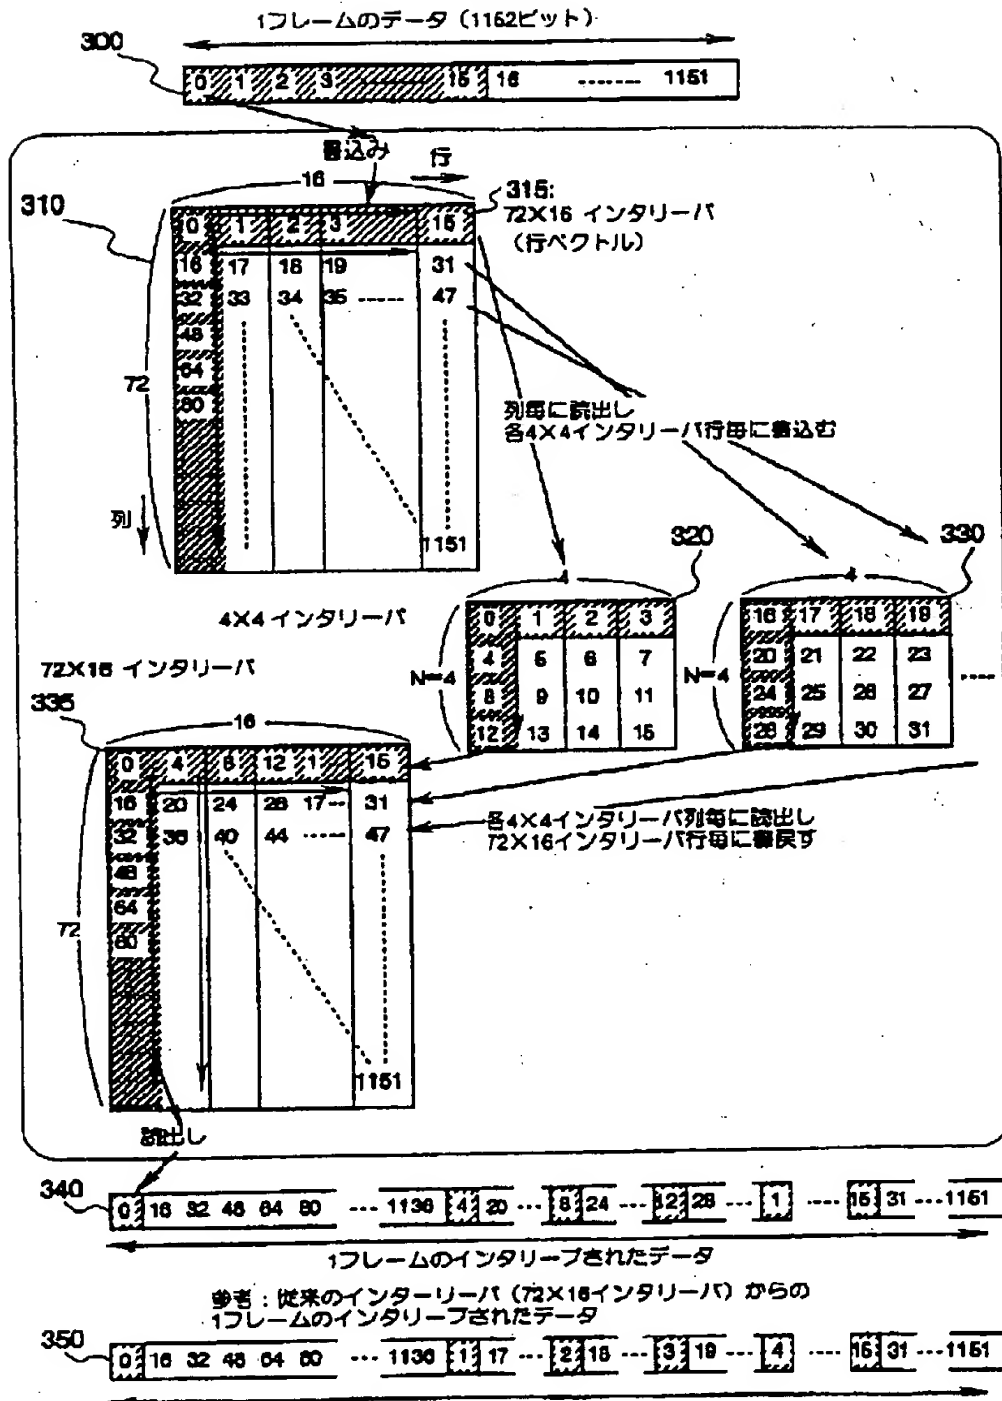 1フレームのデータ（1152ビット）
300
0 1 2 3 15 16 ------- 1151
書込み
行
16
310
315:
72×16 インタリーバ
（行ベクトル）
0 1 2 3 15
16 17 18 19 31
32 33 34 35 ----- 47
48
64
80
72
列
1151
列毎に読出し
各4×4インタリーバ行毎に書込む
320
330
4
4
4×4 インタリーバ
N=4
0 1 2 3
4 5 6 7
8 9 10 11
12 13 14 15
N=4
16 17 18 19
20 21 22 23
24 25 26 27
28 29 30 31
72×16 インタリーバ
335
16
0 4 8 12 1 15
16 20 24 28 17-- 31
32 36 40 44 ----- 47
48
64
80
72
1151
各4×4インタリーバ列毎に読出し
72×16インタリーバ行毎に書戻す
読出し
340
0 16 32 48 64 80 --- 1136 4 20 --- 8 24 ---- 12 28 --- 1 ---- 15 31 ---1151
1フレームのインタリーブされたデータ
参考：従来のインターリーバ（72×16インタリーバ）からの
1フレームのインタリーブされたデータ
350
0 16 32 48 64 80 --- 1136 1 17 --- 2 18 ---- 3 19 --- 4 ---- 15 31 ---1151